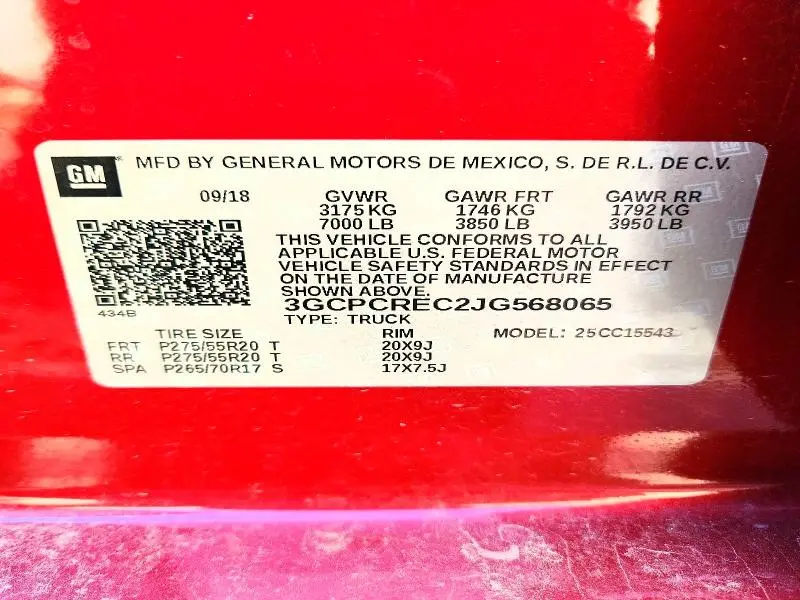 GM MFD BY GENERAL MOTORS DE MEXICO, S. DE R.L. DE C.V.
09/18 GVWR GAWR FRT GAWR RR
3175 KG 1746 KG 1792 KG
7000 LB 3850 LB 3950 LB
THIS VEHICLE CONFORMS TO ALL
APPLICABLE U.S. FEDERAL MOTOR
VEHICLE SAFETY STANDARDS IN EFFECT
ON THE DATE OF MANUFACTURE
SHOWN ABOVE.
3GCPCREC2JG568065
434B
TYPE: TRUCK
TIRE SIZE RIM MODEL: 25CC15543
FRT P275/55R20 T 20X9J
RR P275/55R20 T 20X9J
SPA P265/70R17 S 17X7.5J